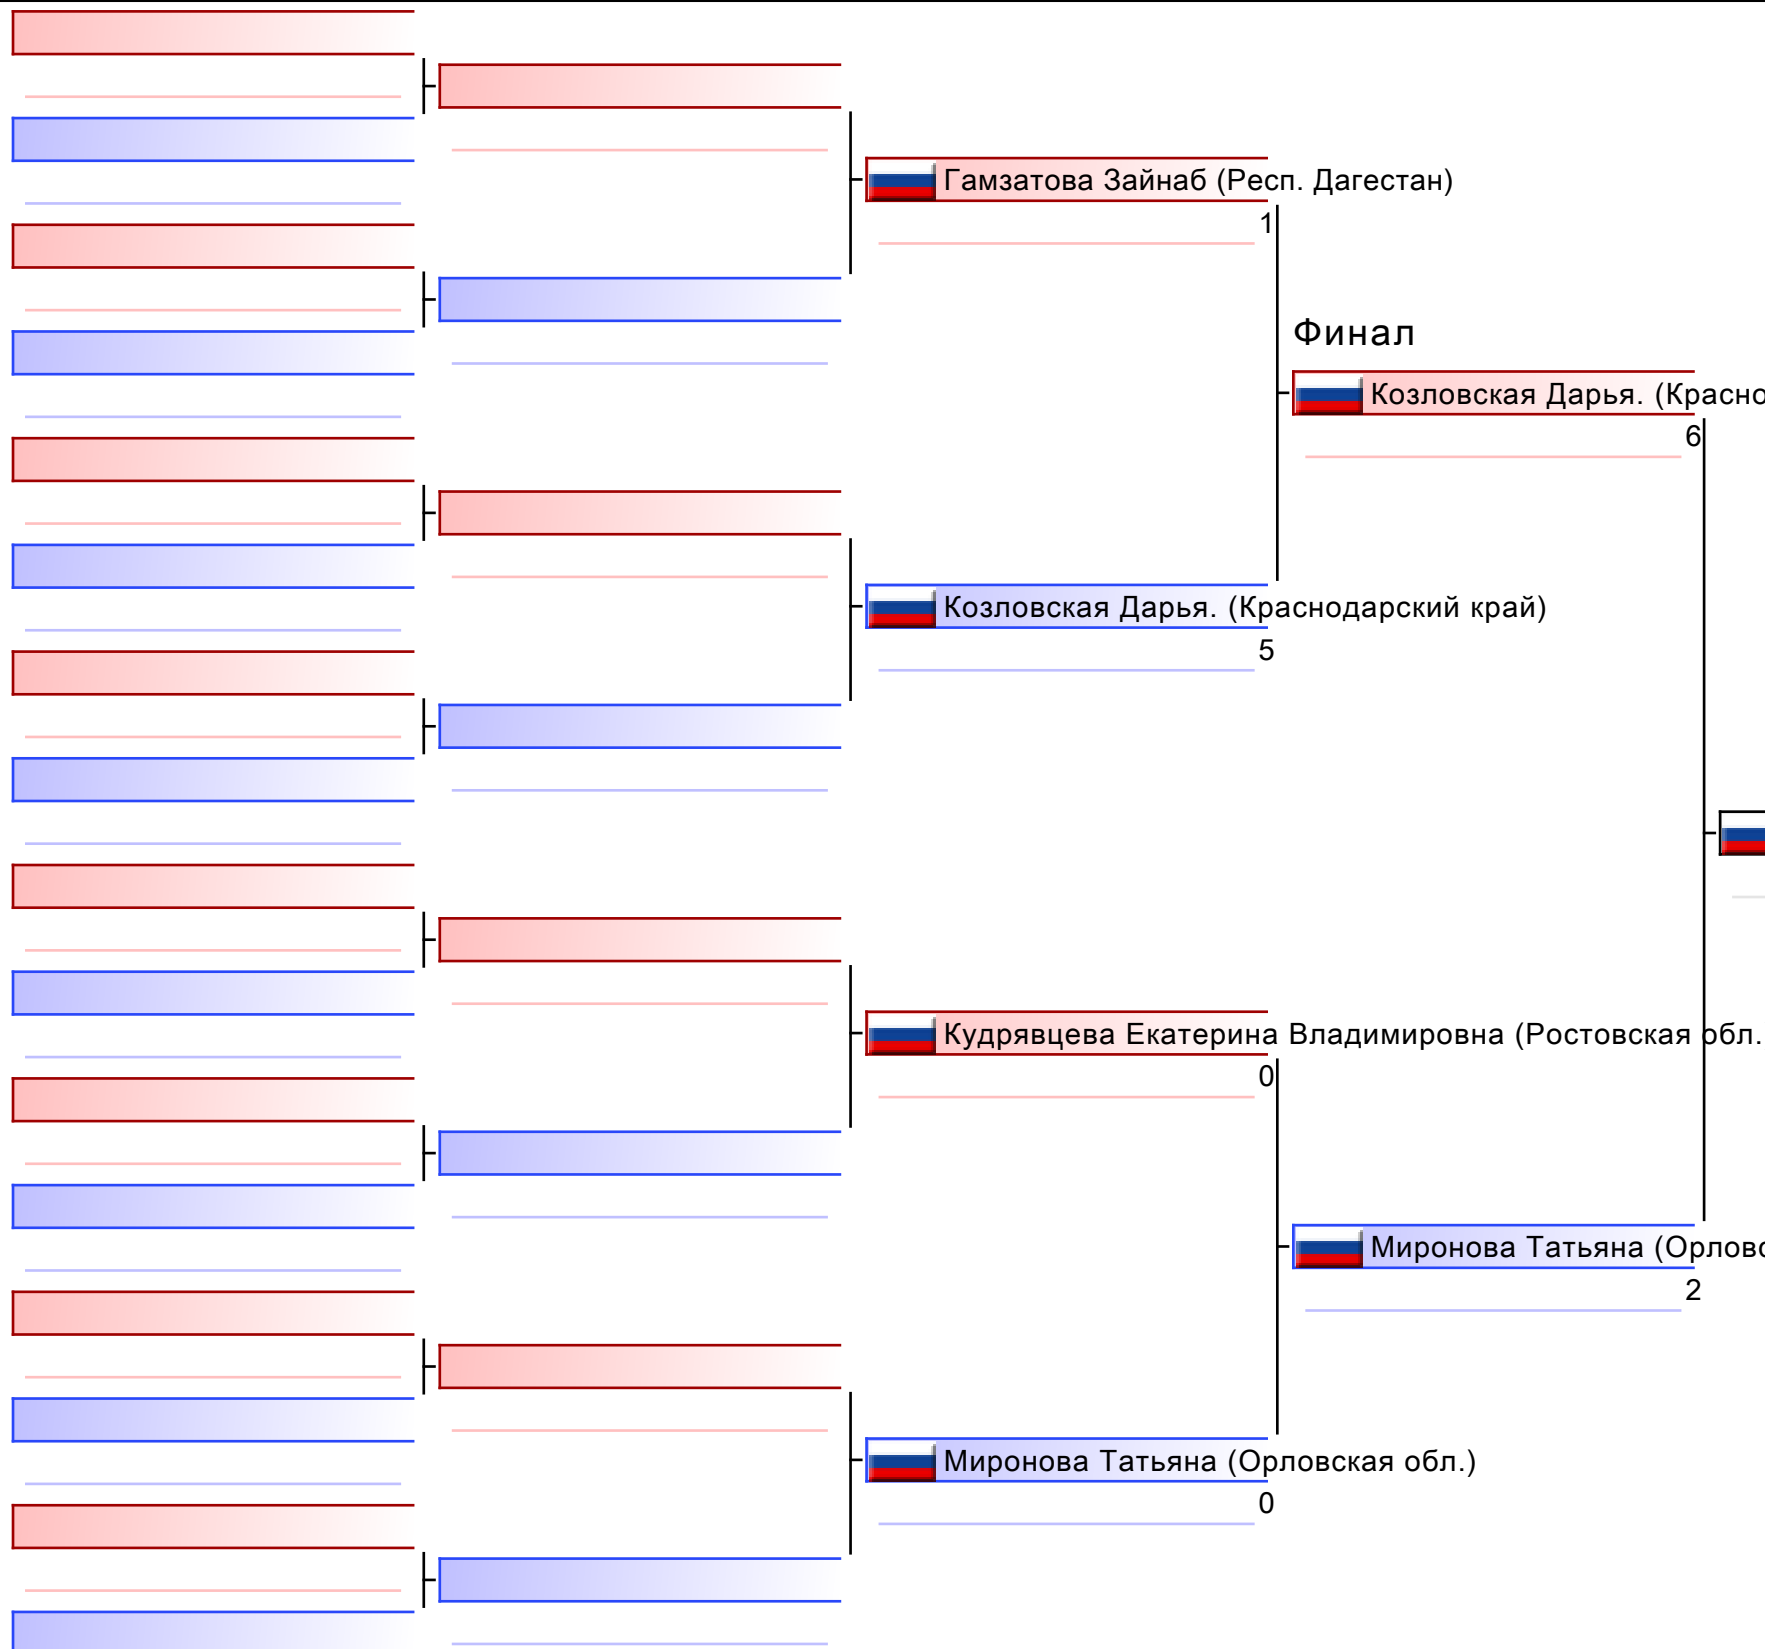 Гамзатова Зайнаб (Респ. Дагестан)
1
Финал
Козловская Дарья. (Красно
6
Козловская Дарья. (Краснодарский край)
5
Кудрявцева Екатерина Владимировна (Ростовская обл.
0
Миронова Татьяна (Орловс
2
Миронова Татьяна (Орловская обл.)
0